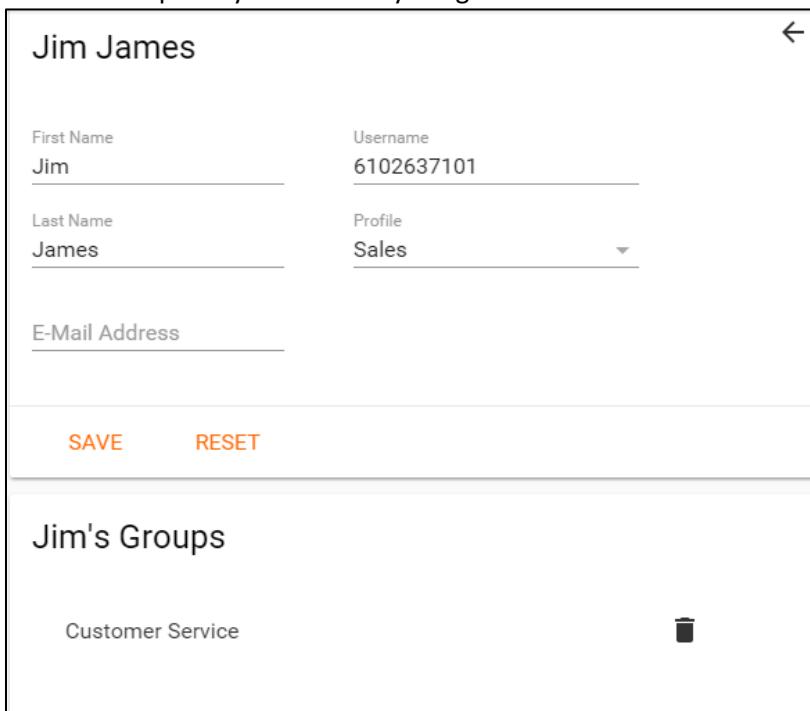 Jim James
First Name
Jim
Username
6102637101
Last Name
James
Profile
Sales
E-Mail Address
SAVE RESET
Jim's Groups
Customer Service